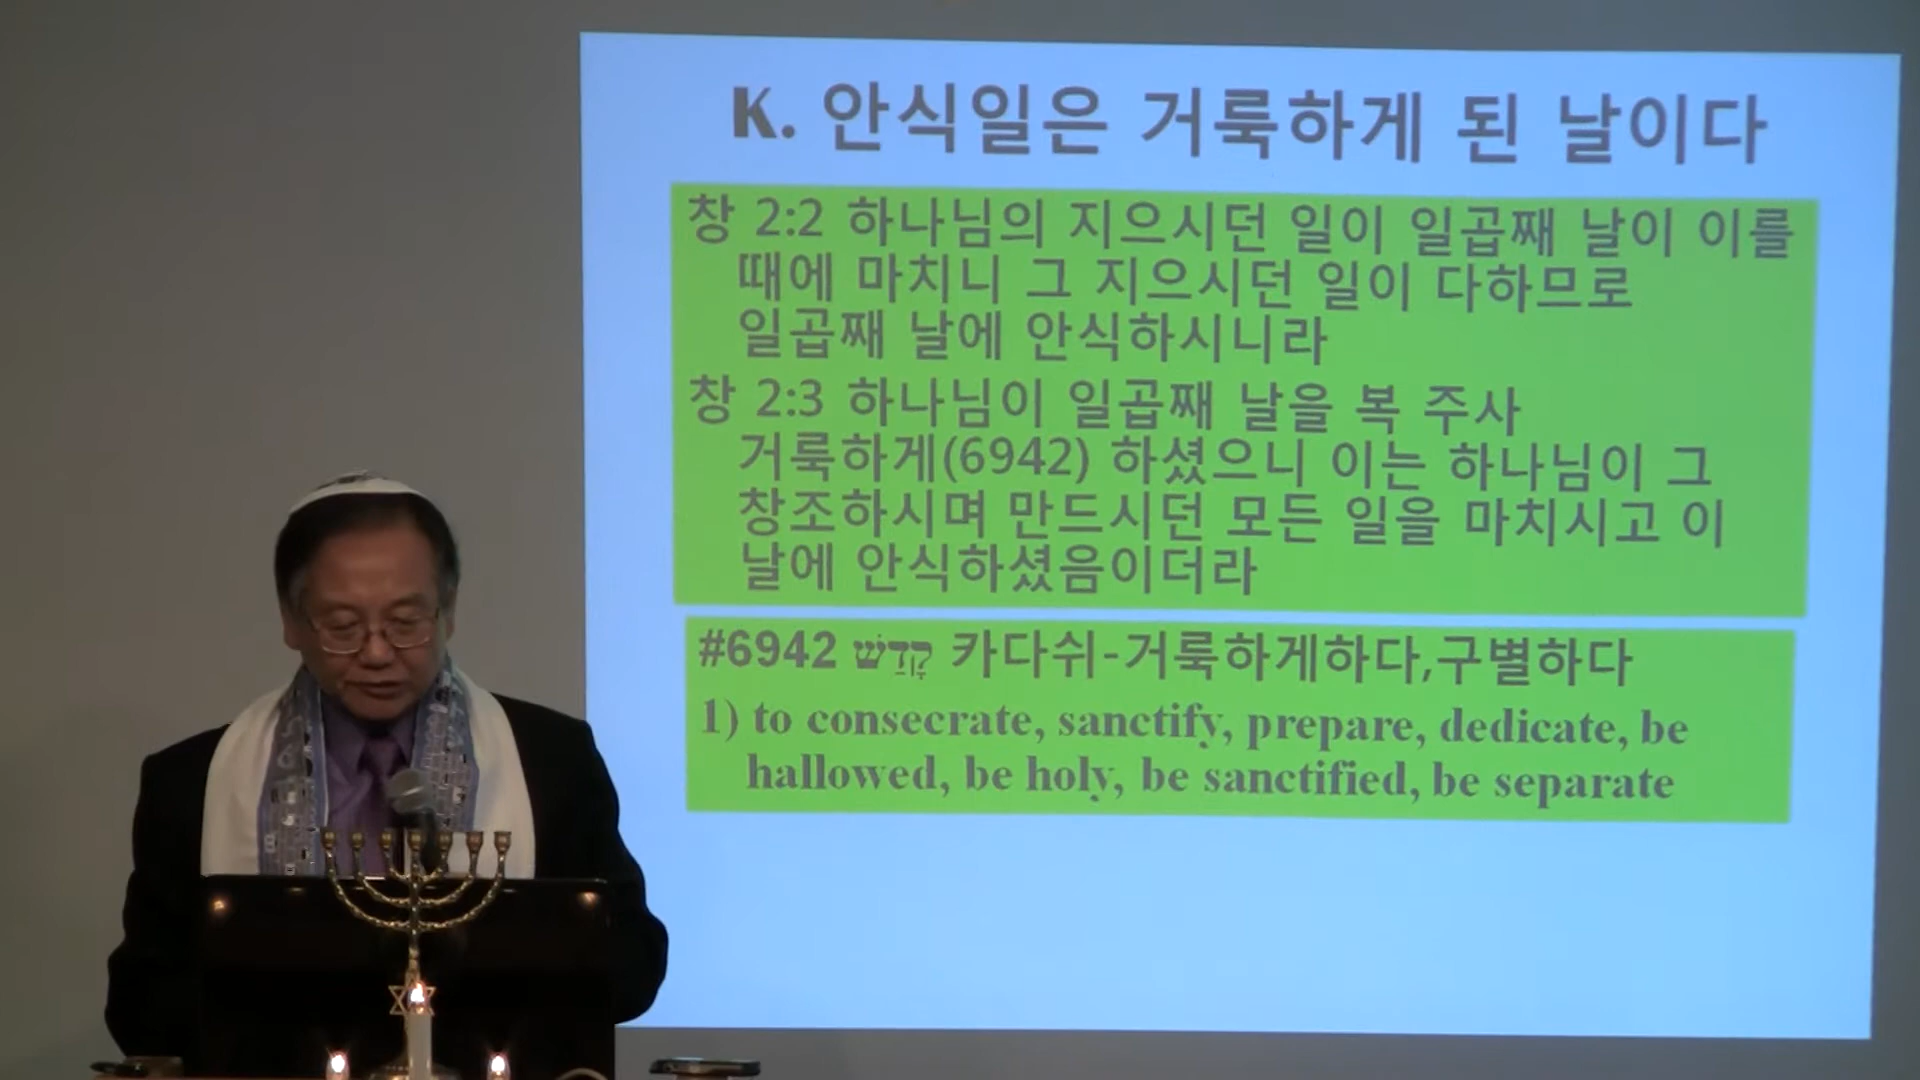 K. 안식일은 거룩하게 된 날이다
창 2:2 하나님의 지으시던 일이 일곱째 날이 이를
때에 마치니 그 지으시던 일이 다하므로
일곱째 날에 안식하시니라
창 2:3 하나님이 일곱째 날을 복 주사
거룩하게(6942) 하셨으니 이는 하나님이 그
창조하시며 만드시던 모든 일을 마치시고 이
날에 안식하셨음이더라
#6942 קָדַשׁ 카다쉬-거룩하게하다,구별하다
1) to consecrate, sanctify, prepare, dedicate, be
hallowed, be holy, be sanctified, be separate